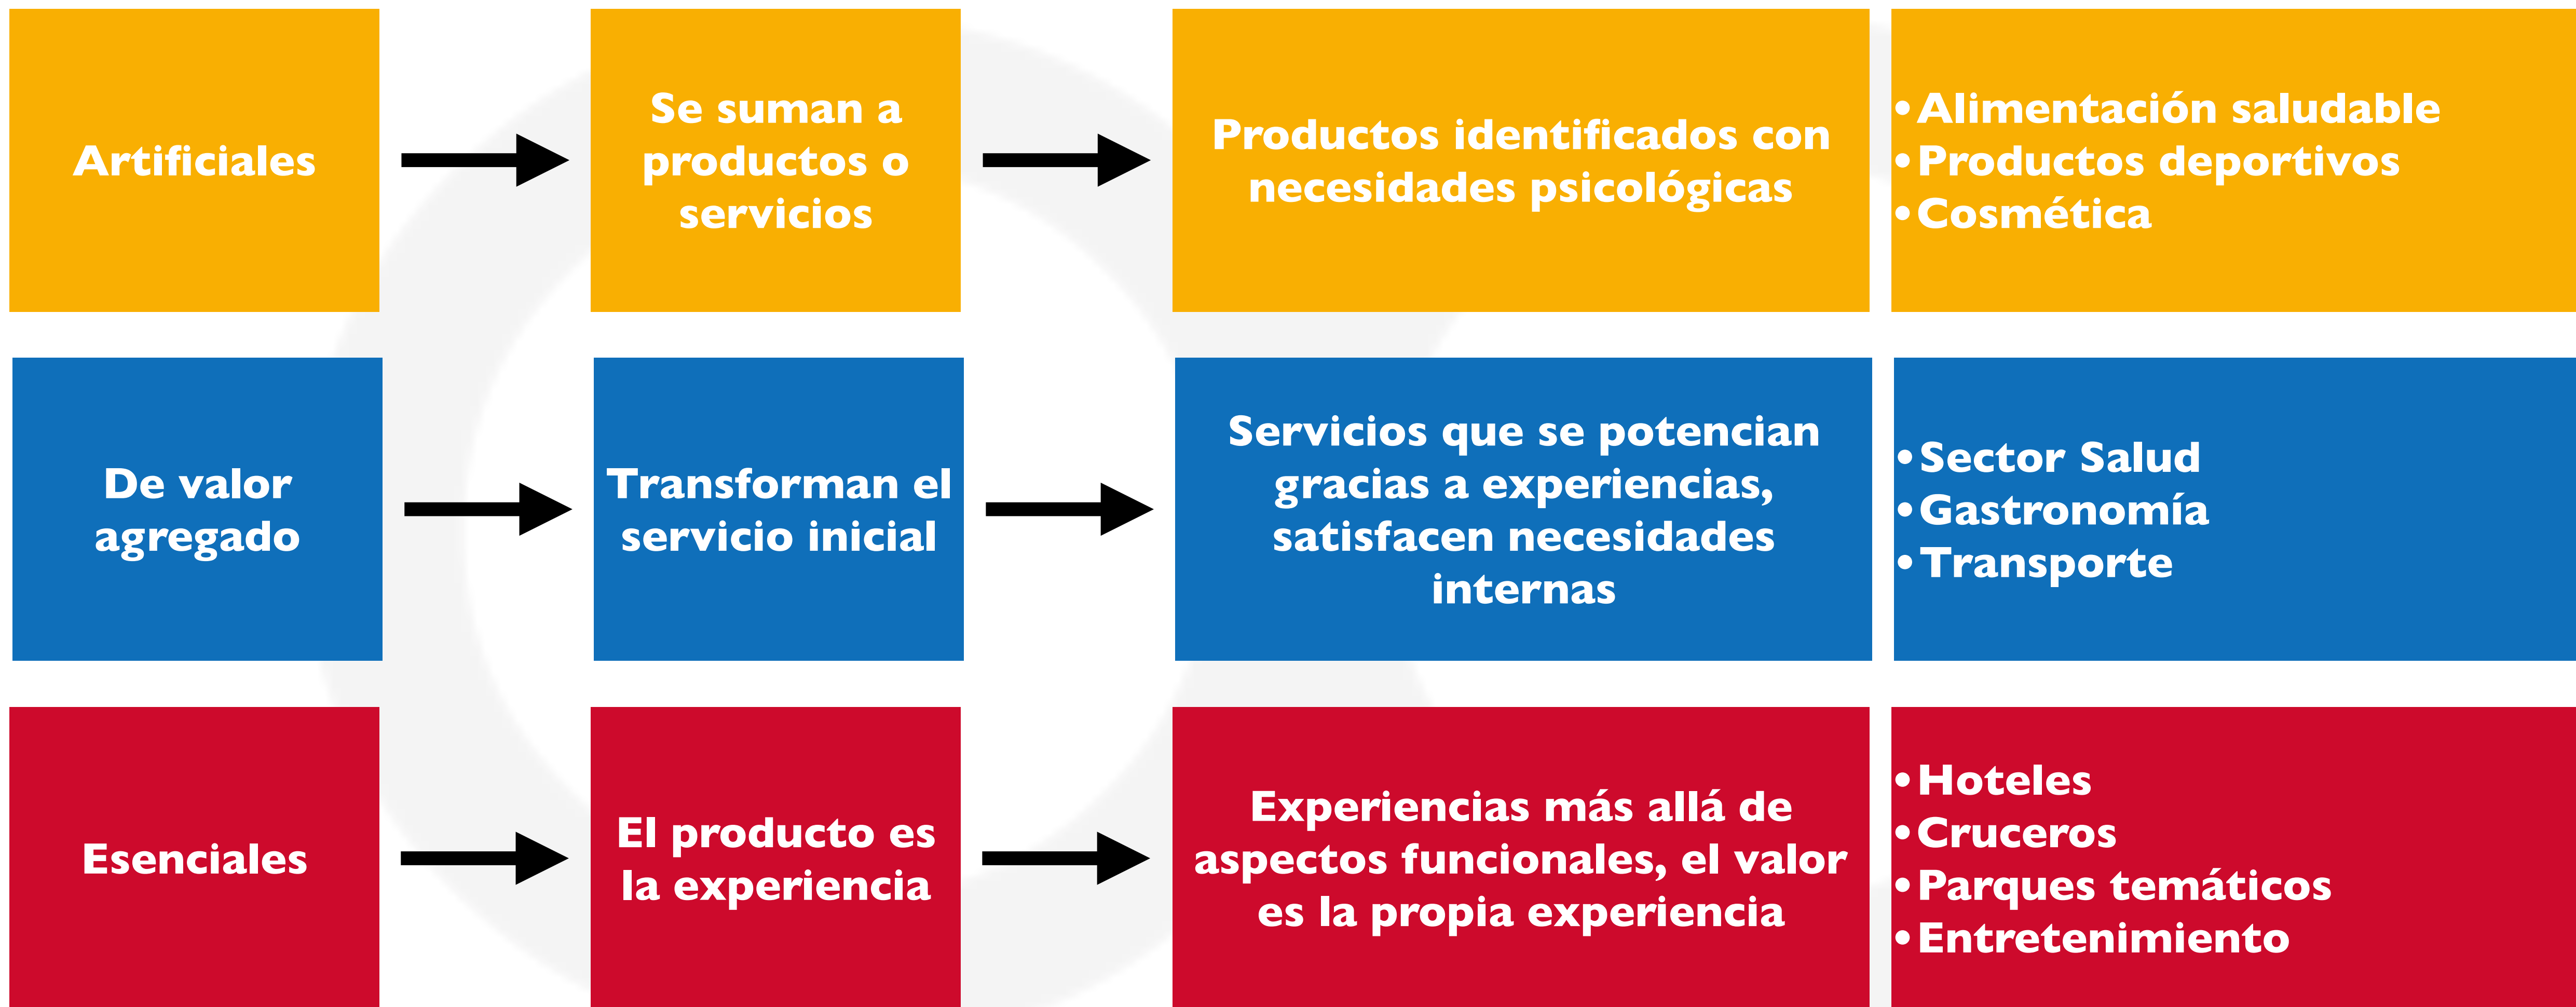 Artificiales
Se suman a
productos o
servicios
Productos identificados con
necesidades psicológicas
•Alimentación saludable
•Productos deportivos
•Cosmética
De valor
agregado
Transforman el
servicio inicial
Servicios que se potencian
gracias a experiencias,
satisfacen necesidades
internas
•Sector Salud
•Gastronomía
•Transporte
Esenciales
El producto es
la experiencia
Experiencias más allá de
aspectos funcionales, el valor
es la propia experiencia
•Hoteles
•Cruceros
•Parques temáticos
•Entretenimiento